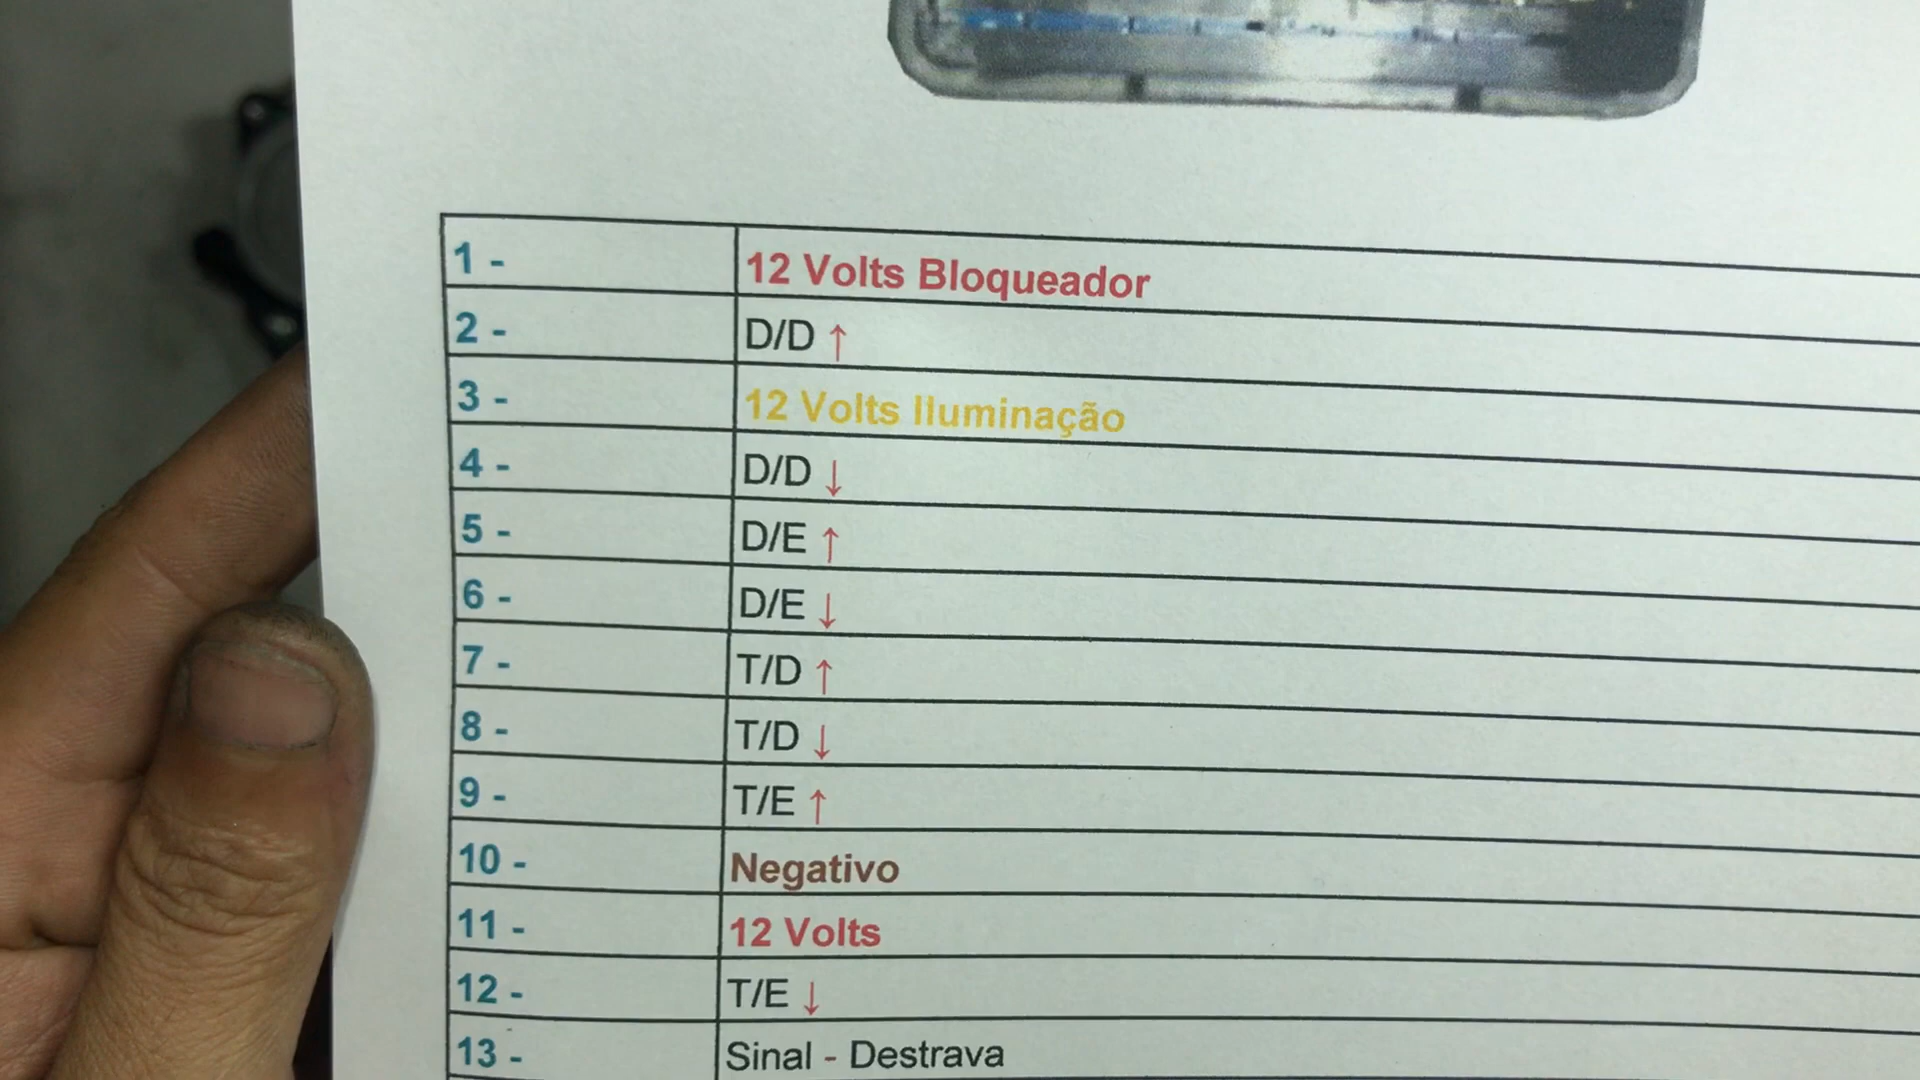 1 - 12 Volts Bloqueador
2 - D/D ↑
3 - 12 Volts Iluminação
4 - D/D ↓
5 - D/E ↑
6 - D/E ↓
7 - T/D ↑
8 - T/D ↓
9 - T/E ↑
10 - Negativo
11 - 12 Volts
12 - T/E ↓
13 - Sinal - Destrava